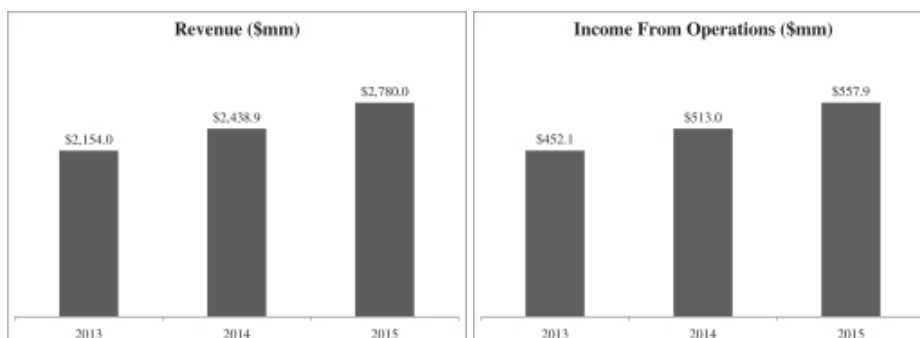 Revenue ($mm)
$2,780.0
$2,438.9
$2,154.0
2013 2014 2015
Income From Operations ($mm)
$557.9
$513.0
$452.1
2013 2014 2015